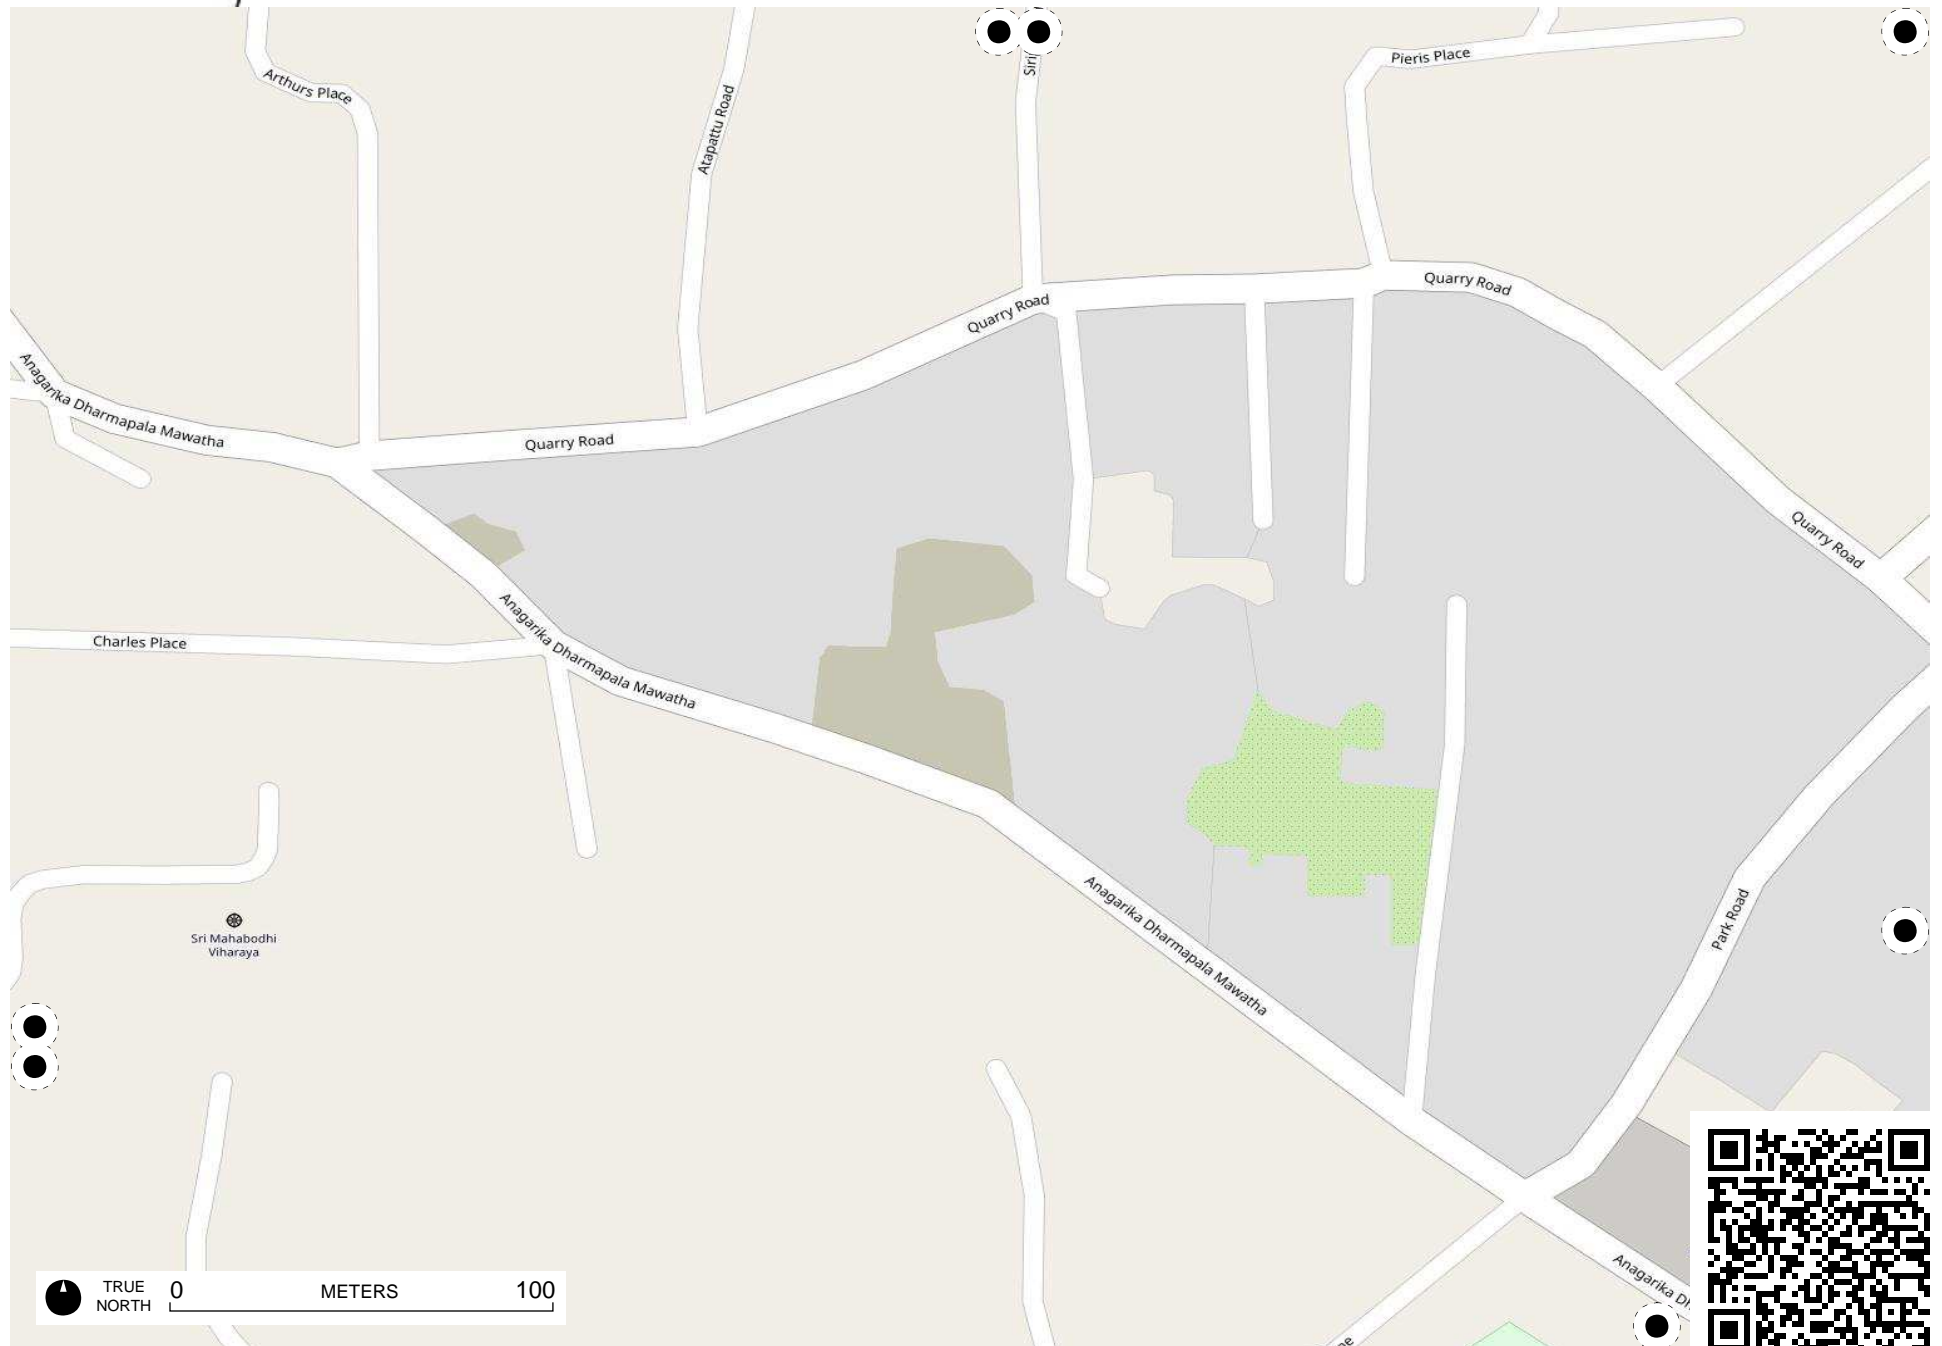 Arthurs Place
Atapattu Road
Pieris Place
Quarry Road
Quarry Road
Quarry Road
Anagarika Dharmapala Mawatha
Quarry Road
Charles Place
Anagarika Dharmapala Mawatha
Anagarika Dharmapala Mawatha
Park Road
Sri Mahabodhi
Viharaya
Anagarika
TRUE
NORTH
0 METERS 100